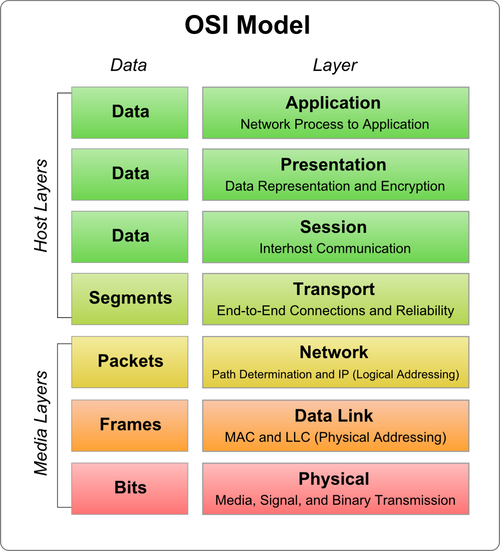 OSI Model
Data
Layer
Host Layers
Data
Application
Network Process to Application
Data
Presentation
Data Representation and Encryption
Data
Session
Interhost Communication
Segments
Transport
End-to-End Connections and Reliability
Media Layers
Packets
Network
Path Determination and IP (Logical Addressing)
Frames
Data Link
MAC and LLC (Physical Addressing)
Bits
Physical
Media, Signal, and Binary Transmission